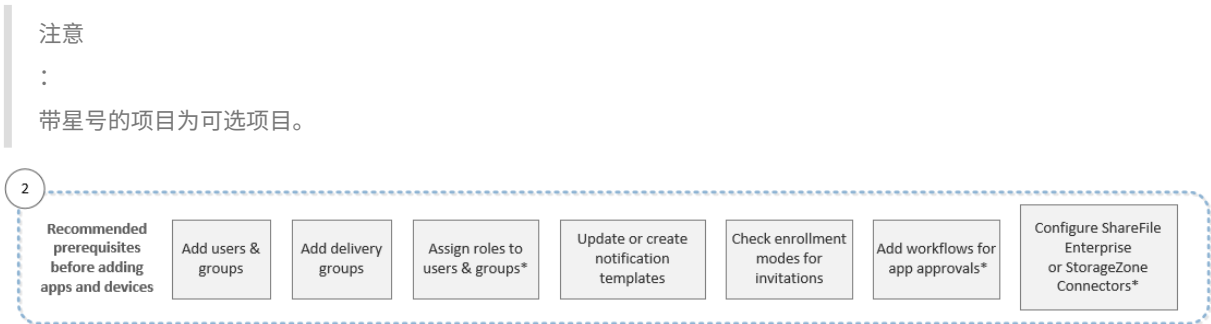 注意
：
带星号的项目为可选项目。
2
Recommended
prerequisites
before adding
apps and devices
Add users &
groups
Add delivery
groups
Assign roles to
users & groups*
Update or create
notification
templates
Check enrollment
modes for
invitations
Add workflows for
app approvals*
Configure ShareFile
Enterprise
or StorageZone
Connectors*